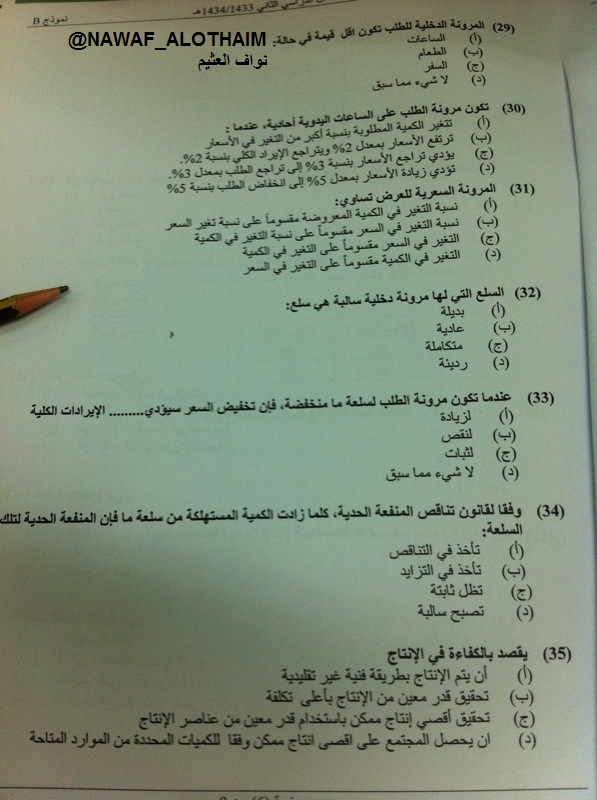 الدراسي الثاني 1434/1433هـ
نموذج B
@NAWAF_ALOTHAIM
نواف العثيم
(29) المرونة الدخلية للطلب تكون اقل قيمة في حالة:
(أ) الساعات
(ب) الطعام
(ج) السفر
(د) لا شيء مما سبق
(30) تكون مرونة الطلب على الساعات اليدوية أحادية، عندما :
(أ) تتغير الكمية المطلوبة بنسبة أكبر من التغير في الأسعار
(ب) ترتفع الأسعار بمعدل 2% ويتراجع الإيراد الكلي بنسبة 2%.
(ج) يؤدي تراجع الأسعار بنسبة 3% إلى تراجع الطلب بمعدل 3%.
(د) تؤدي زيادة الأسعار بمعدل 5% إلى انخفاض الطلب بنسبة 5%
(31) المرونة السعرية للعرض تساوي:
(أ) نسبة التغير في الكمية المعروضة مقسوماً على نسبة تغير السعر
(ب) نسبة التغير في السعر مقسوماً على نسبة التغير في الكمية
(ج) التغير في السعر مقسوماً على التغير في الكمية
(د) التغير في الكمية مقسوماً على التغير في السعر
(32) السلع التي لها مرونة دخلية سالبة هي سلع:
(أ) بديلة
(ب) عادية
(ج) متكاملة
(د) رديئة
(33) عندما تكون مرونة الطلب لسلعة ما منخفضة، فإن تخفيض السعر سيؤدي......... الإيرادات الكلية
(أ) لزيادة
(ب) لنقص
(ج) لثبات
(د) لا شيء مما سبق
(34) وفقا لقانون تناقص المنفعة الحدية، كلما زادت الكمية المستهلكة من سلعة ما فإن المنفعة الحدية لتلك
السلعة:
(أ) تأخذ في التناقص
(ب) تأخذ في التزايد
(ج) تظل ثابتة
(د) تصبح سالبة
(35) يقصد بالكفاءة في الإنتاج
(أ) أن يتم الإنتاج بطريقة فنية غير تقليدية
(ب) تحقيق قدر معين من الإنتاج بأعلى تكلفة
(ج) تحقيق أقصي إنتاج ممكن باستخدام قدر معين من عناصر الإنتاج
(د) ان يحصل المجتمع على اقصى انتاج ممكن وفقا للكميات المحددة من الموارد المتاحة